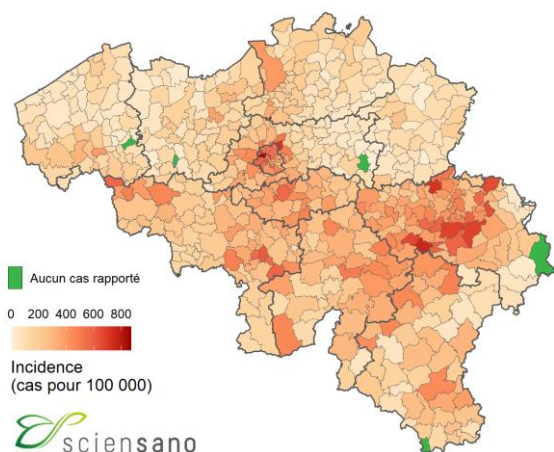 Aucun cas rapporté
0 200 400 600 800
Incidence
(cas pour 100 000)
sciensano